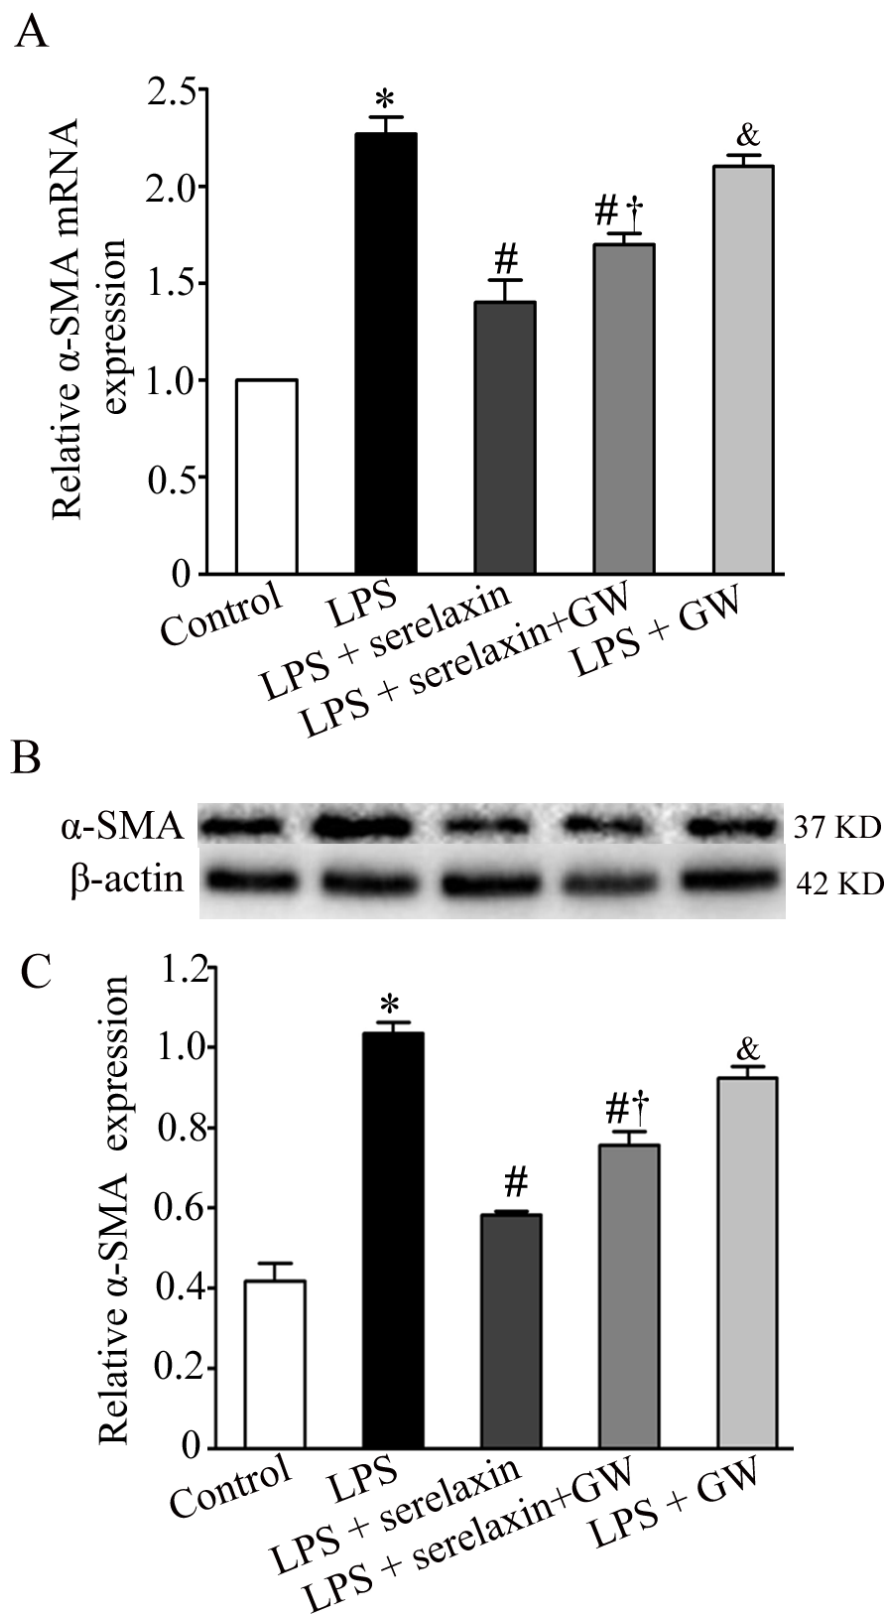 A
2.5
2.0
1.5
1.0
0.5
0
Relative α-SMA mRNA
expression
*
#
#†
&
Control
LPS
LPS + serelaxin
LPS + serelaxin+GW
LPS + GW
B
α-SMA
37 KD
β-actin
42 KD
C
1.2
1.0
0.8
0.6
0.4
0.2
0
Relative α-SMA expression
*
#
#†
&
Control
LPS
LPS + serelaxin
LPS + serelaxin+GW
LPS + GW